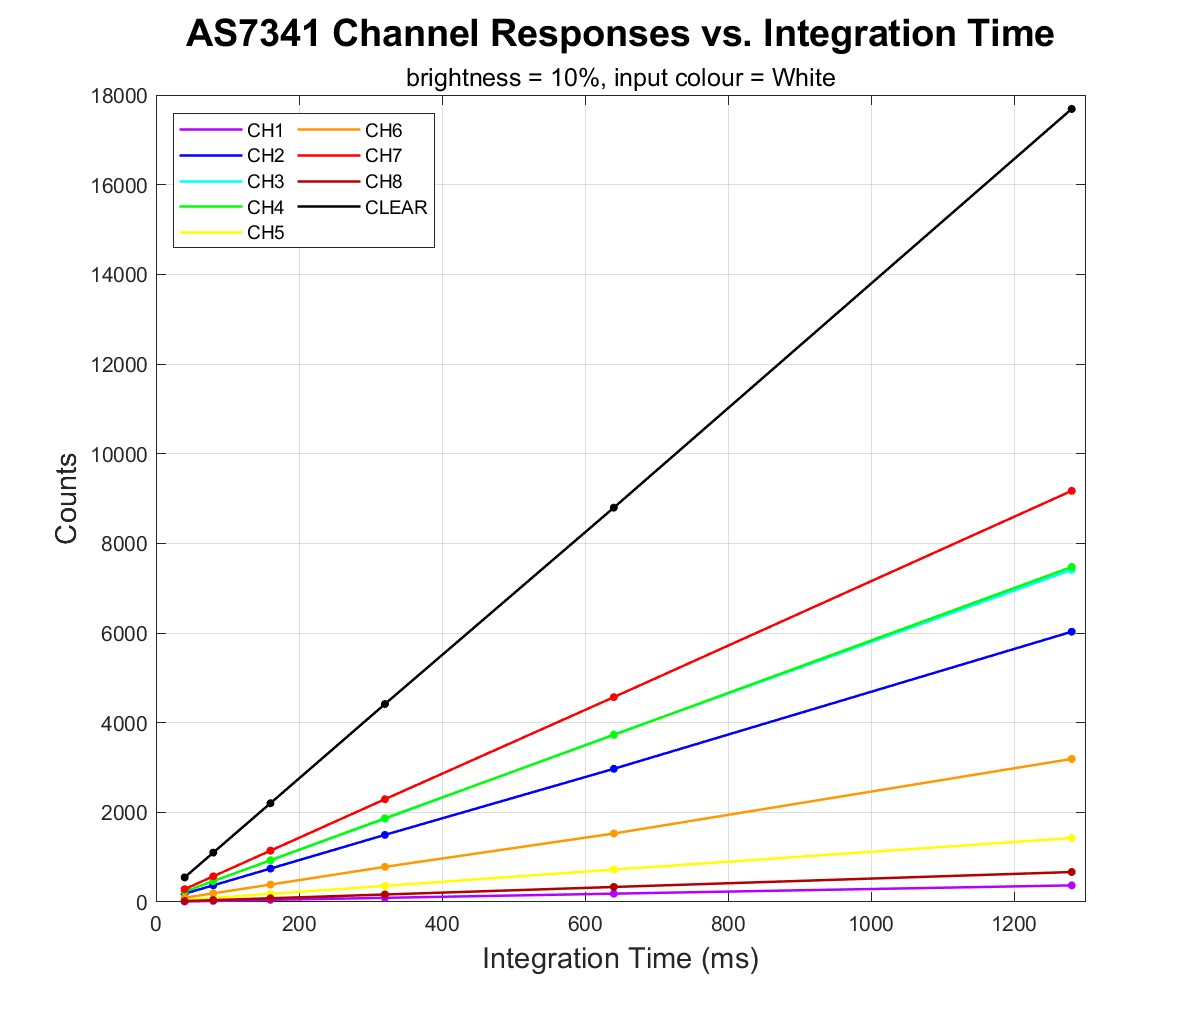 AS7341 Channel Responses vs. Integration Time
brightness = 10%, input colour = White
18000
16000
14000
12000
10000
8000
6000
4000
2000
0
CH1
CH2
CH3
CH4
CH5
CH6
CH7
CH8
CLEAR
Counts
0 200 400 600 800 1000 1200
Integration Time (ms)